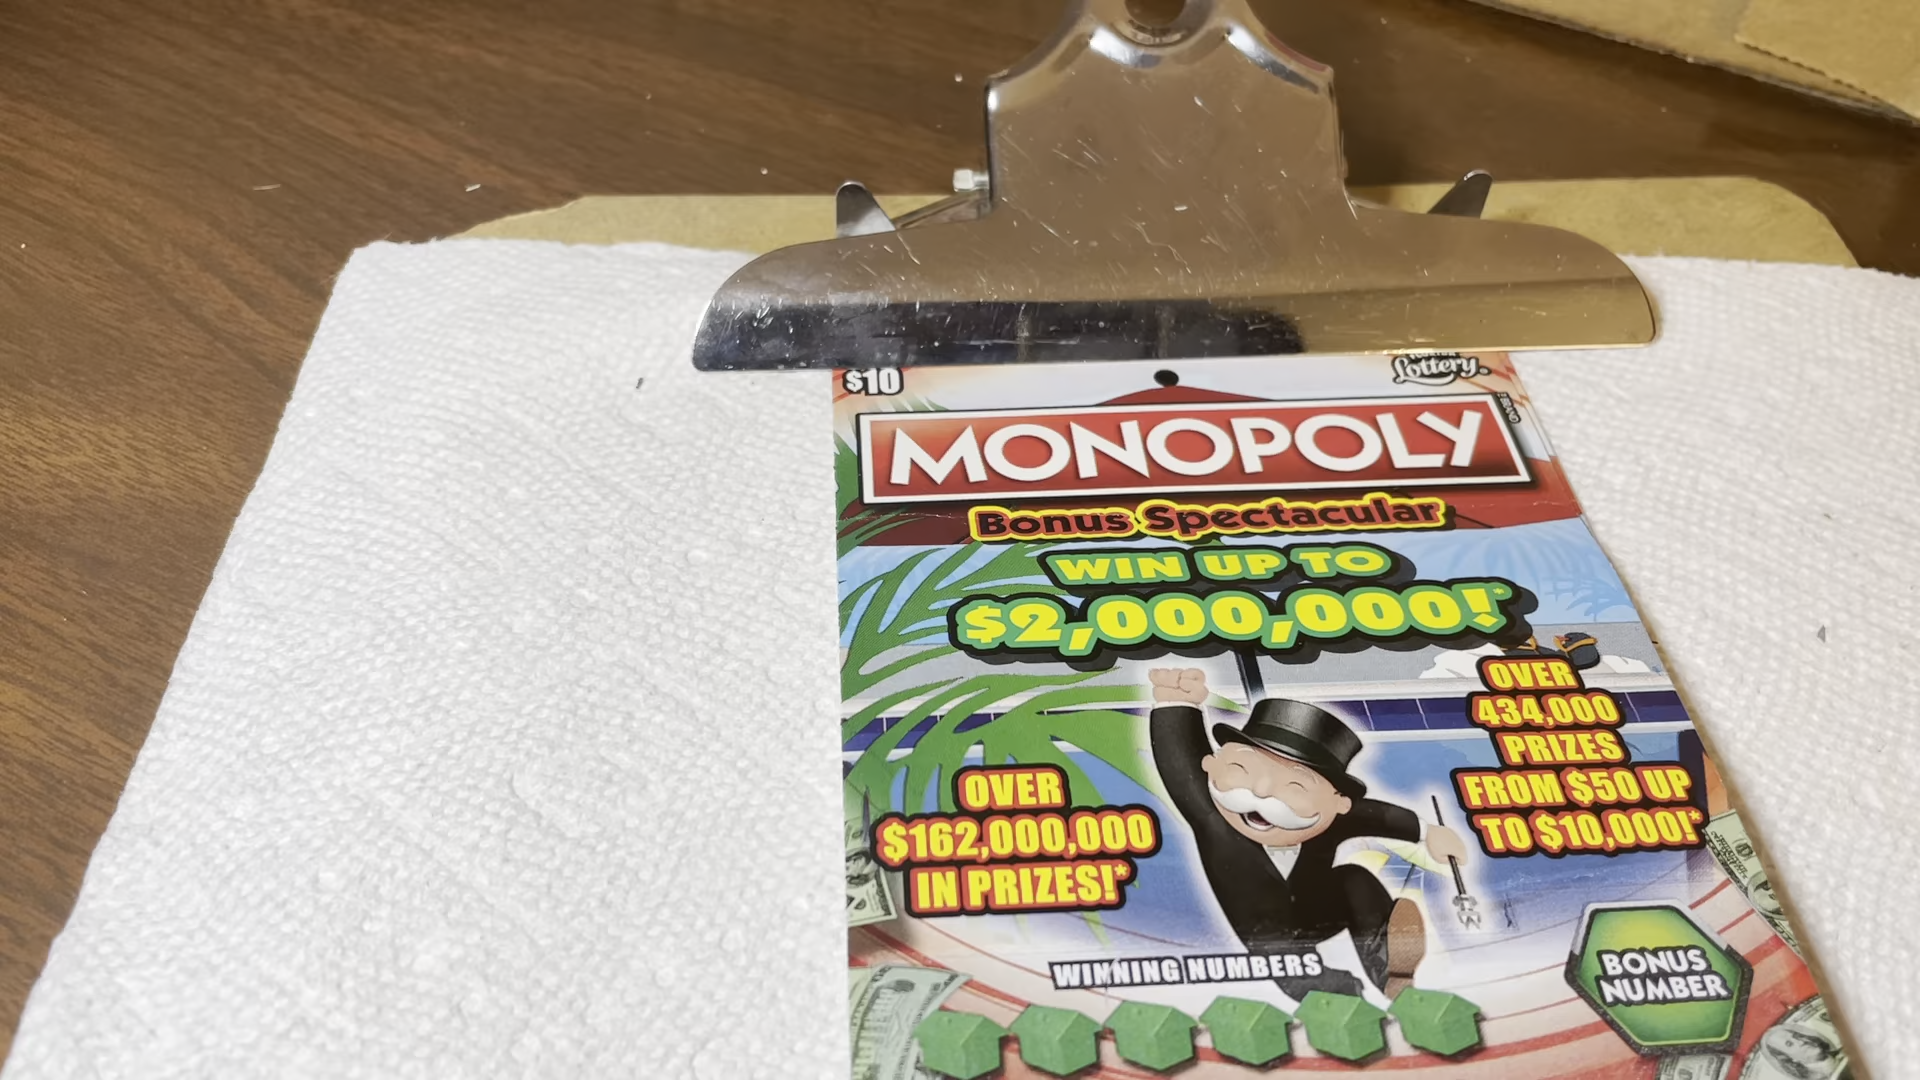 $10
Lottery
MONOPOLY
BRAND
Bonus Spectacular
WIN UP TO
$2,000,000!*
OVER
434,000
PRIZES
FROM $50 UP
TO $10,000!*
OVER
$162,000,000
IN PRIZES!*
WINNING NUMBERS
BONUS
NUMBER